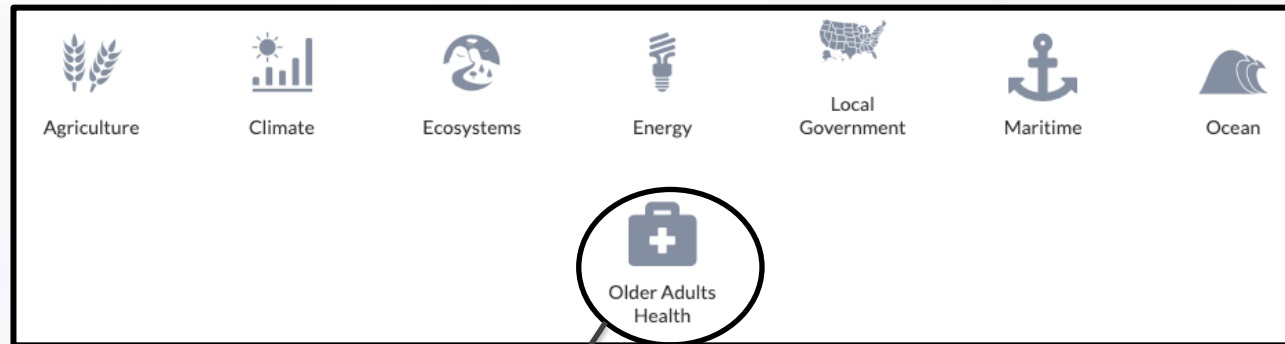 Agriculture
Climate
Ecosystems
Energy
Local
Government
Maritime
Ocean
Older Adults
Health